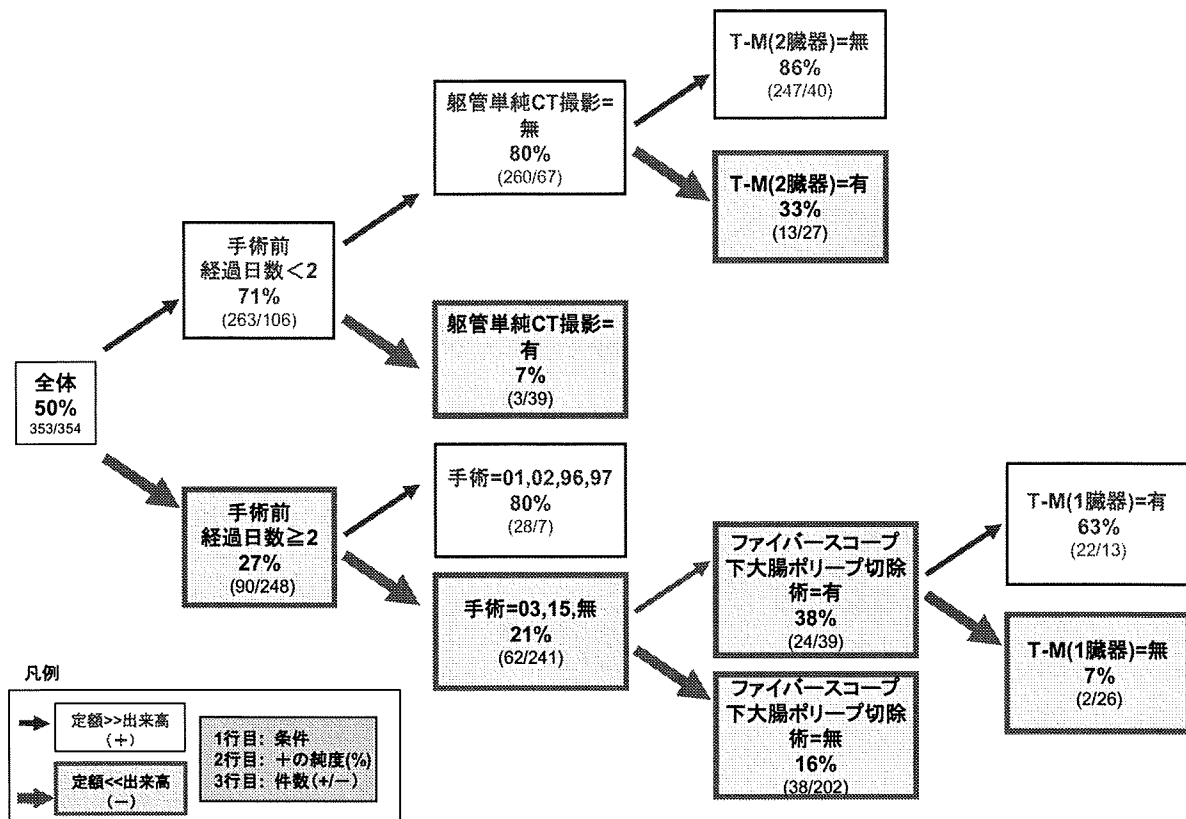 T-M(2臓器)=無
86%
(247/40)
躯管単純CT撮影=
無
80%
(260/67)
T-M(2臓器)=有
33%
(13/27)
手術前
経過日数<2
71%
(263/106)
躯管単純CT撮影=
有
7%
(3/39)
全体
50%
353/354
手術=01,02,96,97
80%
(28/7)
手術前
経過日数≧2
27%
(90/248)
手術=03,15,無
21%
(62/241)
ファイバースコープ
下大腸ポリープ切除
術=有
38%
(24/39)
T-M(1臓器)=有
63%
(22/13)
T-M(1臓器)=無
7%
(2/26)
ファイバースコープ
下大腸ポリープ切除
術=無
16%
(38/202)
凡例
定額>>出来高
(+)
定額<<出来高
(-)
1行目: 条件
2行目: +の純度(%)
3行目: 件数(+/-)